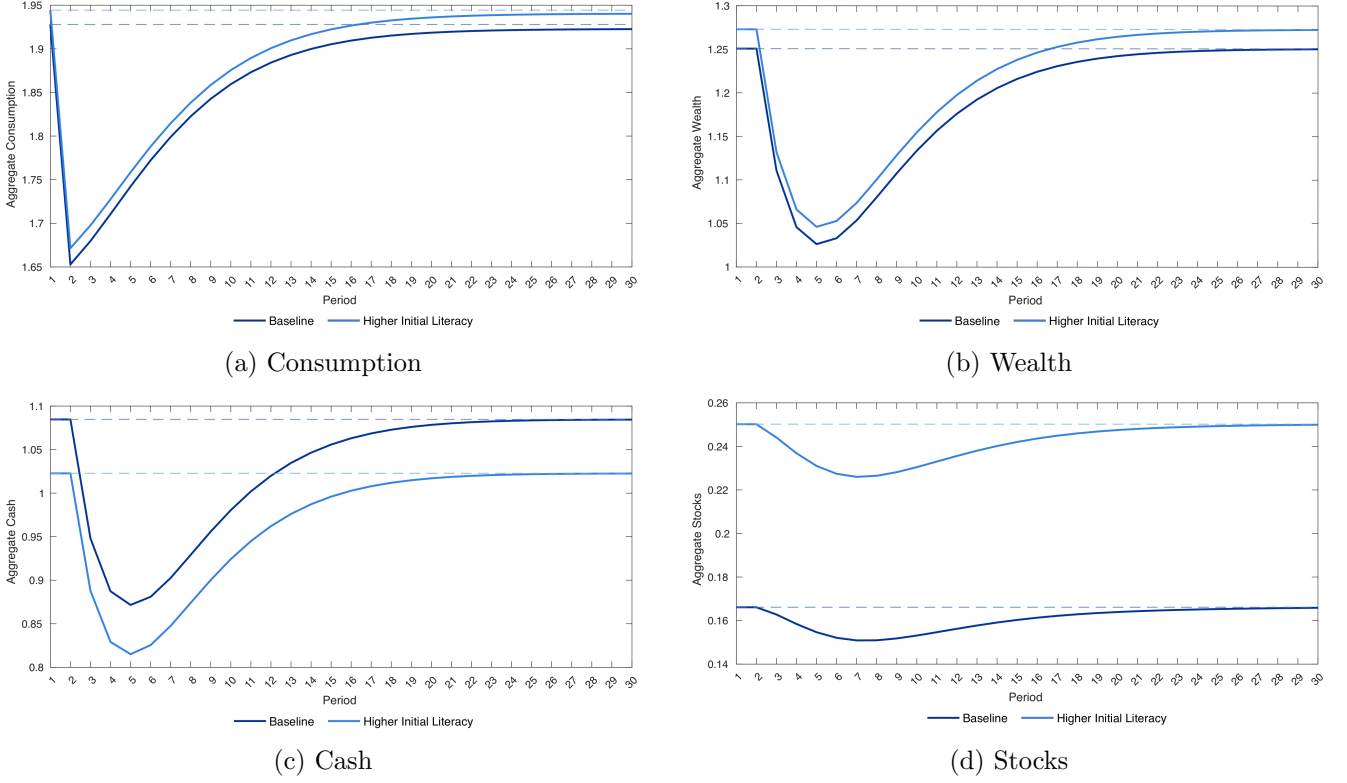 Aggregate Consumption
1.95
1.9
1.85
1.8
1.75
1.7
1.65
1 2 3 4 5 6 7 8 9 10 11 12 13 14 15 16 17 18 19 20 21 22 23 24 25 26 27 28 29 30
Period
Baseline Higher Initial Literacy
(a) Consumption
Aggregate Wealth
1.3
1.25
1.2
1.15
1.1
1.05
1
1 2 3 4 5 6 7 8 9 10 11 12 13 14 15 16 17 18 19 20 21 22 23 24 25 26 27 28 29 30
Period
Baseline Higher Initial Literacy
(b) Wealth
Aggregate Cash
1.1
1.05
1
0.95
0.9
0.85
0.8
1 2 3 4 5 6 7 8 9 10 11 12 13 14 15 16 17 18 19 20 21 22 23 24 25 26 27 28 29 30
Period
Baseline Higher Initial Literacy
(c) Cash
Aggregate Stocks
0.26
0.24
0.22
0.2
0.18
0.16
0.14
1 2 3 4 5 6 7 8 9 10 11 12 13 14 15 16 17 18 19 20 21 22 23 24 25 26 27 28 29 30
Period
Baseline Higher Initial Literacy
(d) Stocks